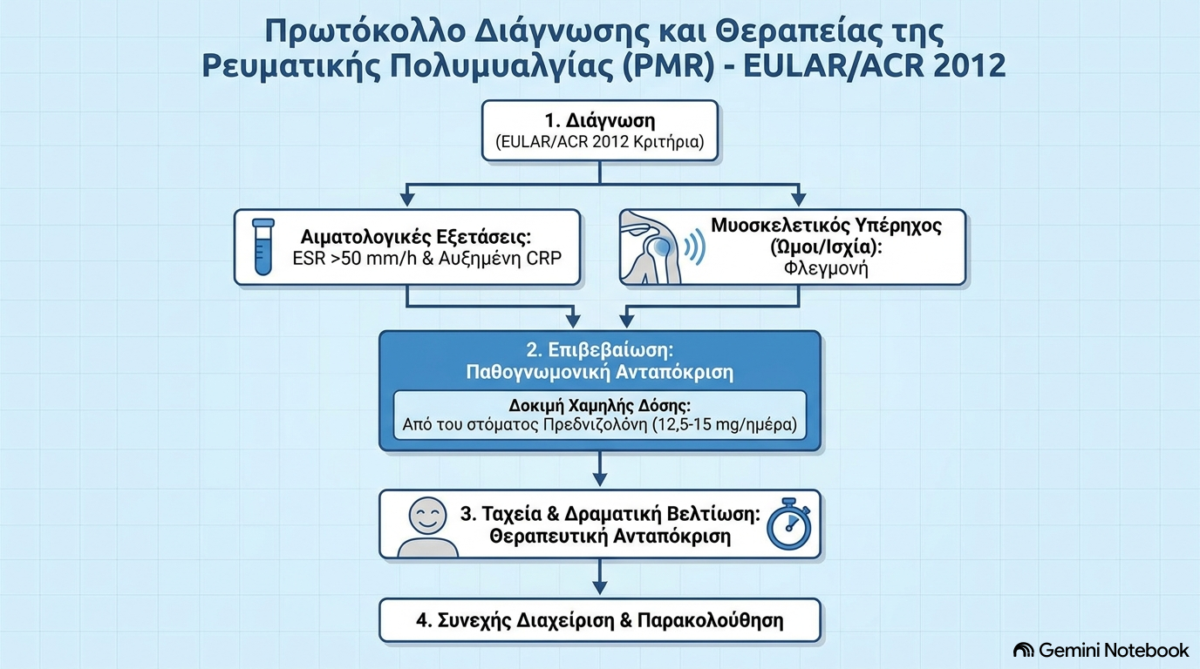 Πρωτόκολλο Διάγνωσης και Θεραπείας της
Ρευματικής Πολυμυαλγίας (PMR) - EULAR/ACR 2012
1. Διάγνωση
(EULAR/ACR 2012 Κριτήρια)
Αιματολογικές Εξετάσεις:
ESR >50 mm/h & Αυξημένη CRP
Μυοσκελετικός Υπέρηχος
(Ώμοι/Ισχία):
Φλεγμονή
2. Επιβεβαίωση:
Παθογνωμονική Ανταπόκριση
Δοκιμή Χαμηλής Δόσης:
Από του στόματος Πρεδνιζολόνη (12,5-15 mg/ημέρα)
3. Ταχεία & Δραματική Βελτίωση:
Θεραπευτική Ανταπόκριση
4. Συνεχής Διαχείριση & Παρακολούθηση
Gemini Notebook